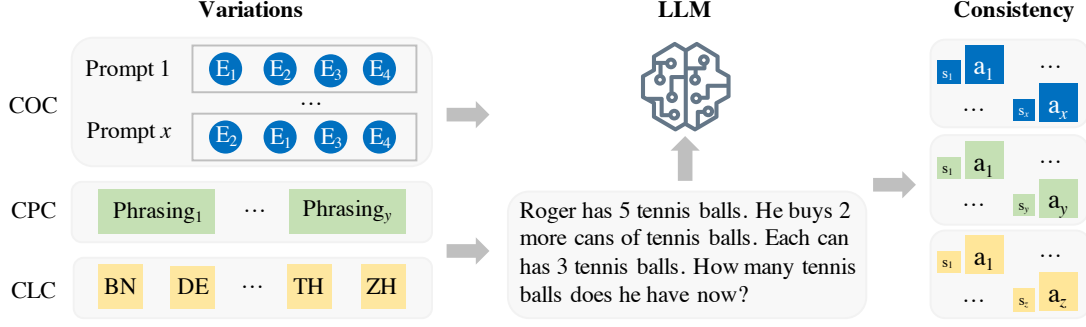 Variations
LLM
Consistency
COC
Prompt 1
E1 E2 E3 E4
...
Prompt x
E2 E1 E3 E4
CPC
Phrasing1 ... Phrasingy
CLC
BN DE ... TH ZH
Roger has 5 tennis balls. He buys 2
more cans of tennis balls. Each can
has 3 tennis balls. How many tennis
balls does he have now?
s1 a1 ...
... sx ax
s1 a1 ...
... sy ay
s1 a1 ...
... sz az